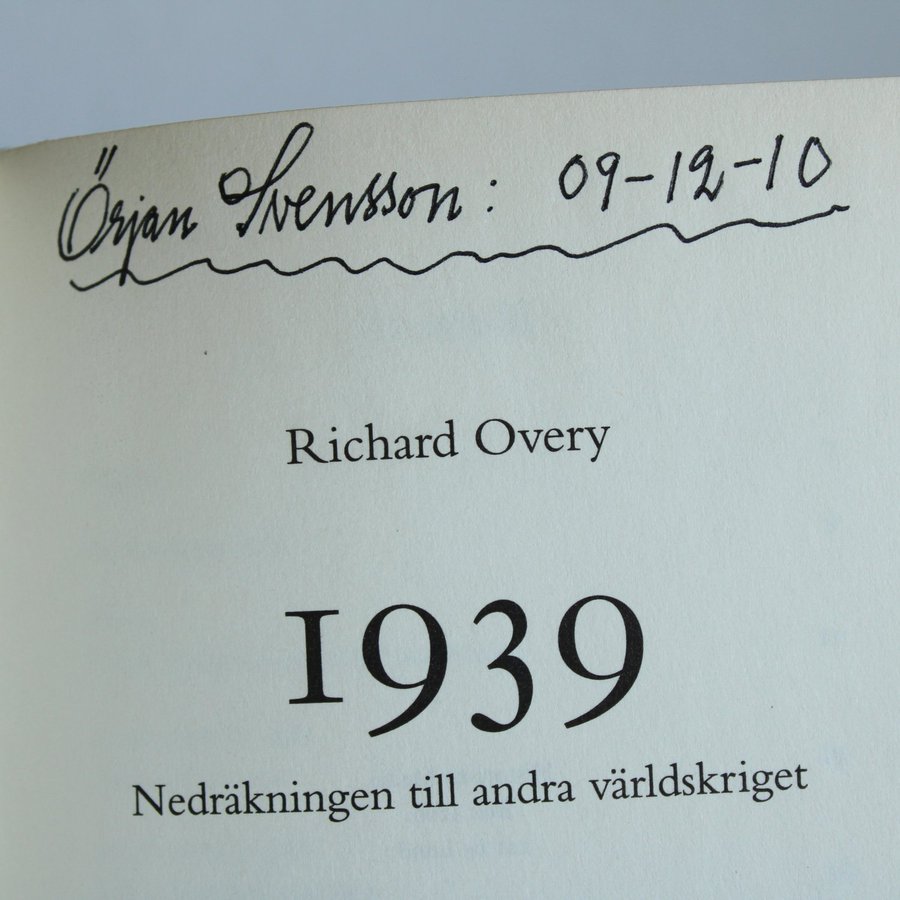 Örjan Svensson: 09-12-10
Richard Overy
1939
Nedräkningen till andra världskriget